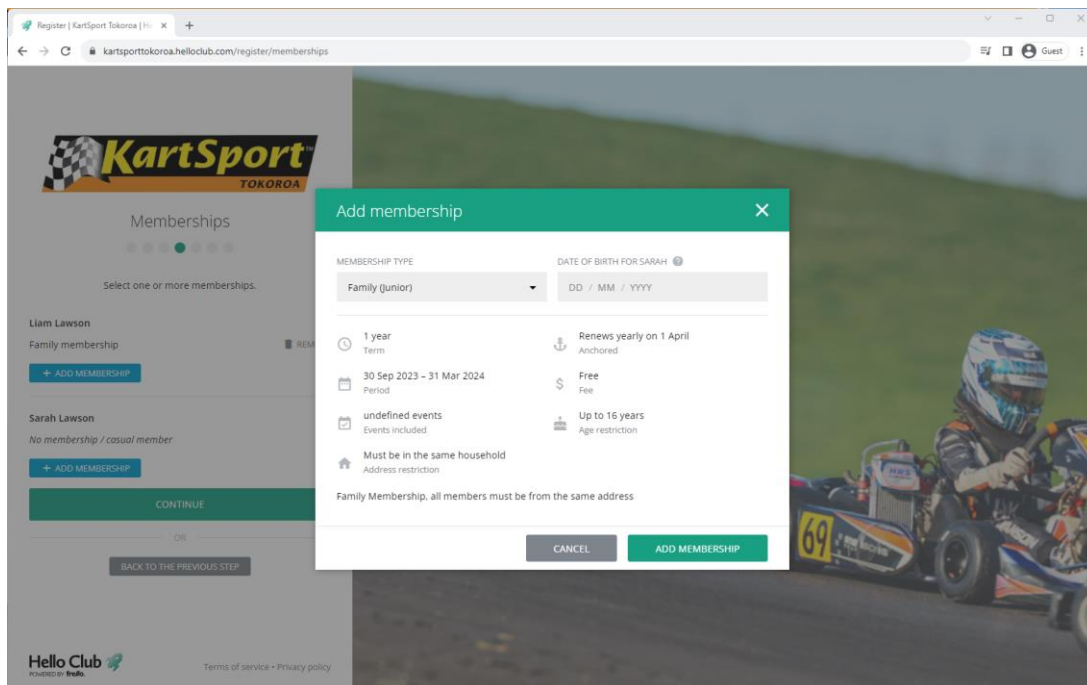 Register | KartSport Tokoroa | He
kartsporttokoroa.helloclub.com/register/memberships
Guest
KartSport™
TOKOROA
Memberships
Select one or more memberships.
Liam Lawson
Family membership
REM
+ ADD MEMBERSHIP
Sarah Lawson
No membership / casual member
+ ADD MEMBERSHIP
CONTINUE
OR
BACK TO THE PREVIOUS STEP
Hello Club
POWERED BY frello.
Terms of service • Privacy policy
Add membership
MEMBERSHIP TYPE
DATE OF BIRTH FOR SARAH
Family (Junior)
DD / MM / YYYY
1 year
Term
Renews yearly on 1 April
Anchored
30 Sep 2023 – 31 Mar 2024
Period
Free
Fee
undefined events
Events included
Up to 16 years
Age restriction
Must be in the same household
Address restriction
Family Membership, all members must be from the same address
CANCEL
ADD MEMBERSHIP
69